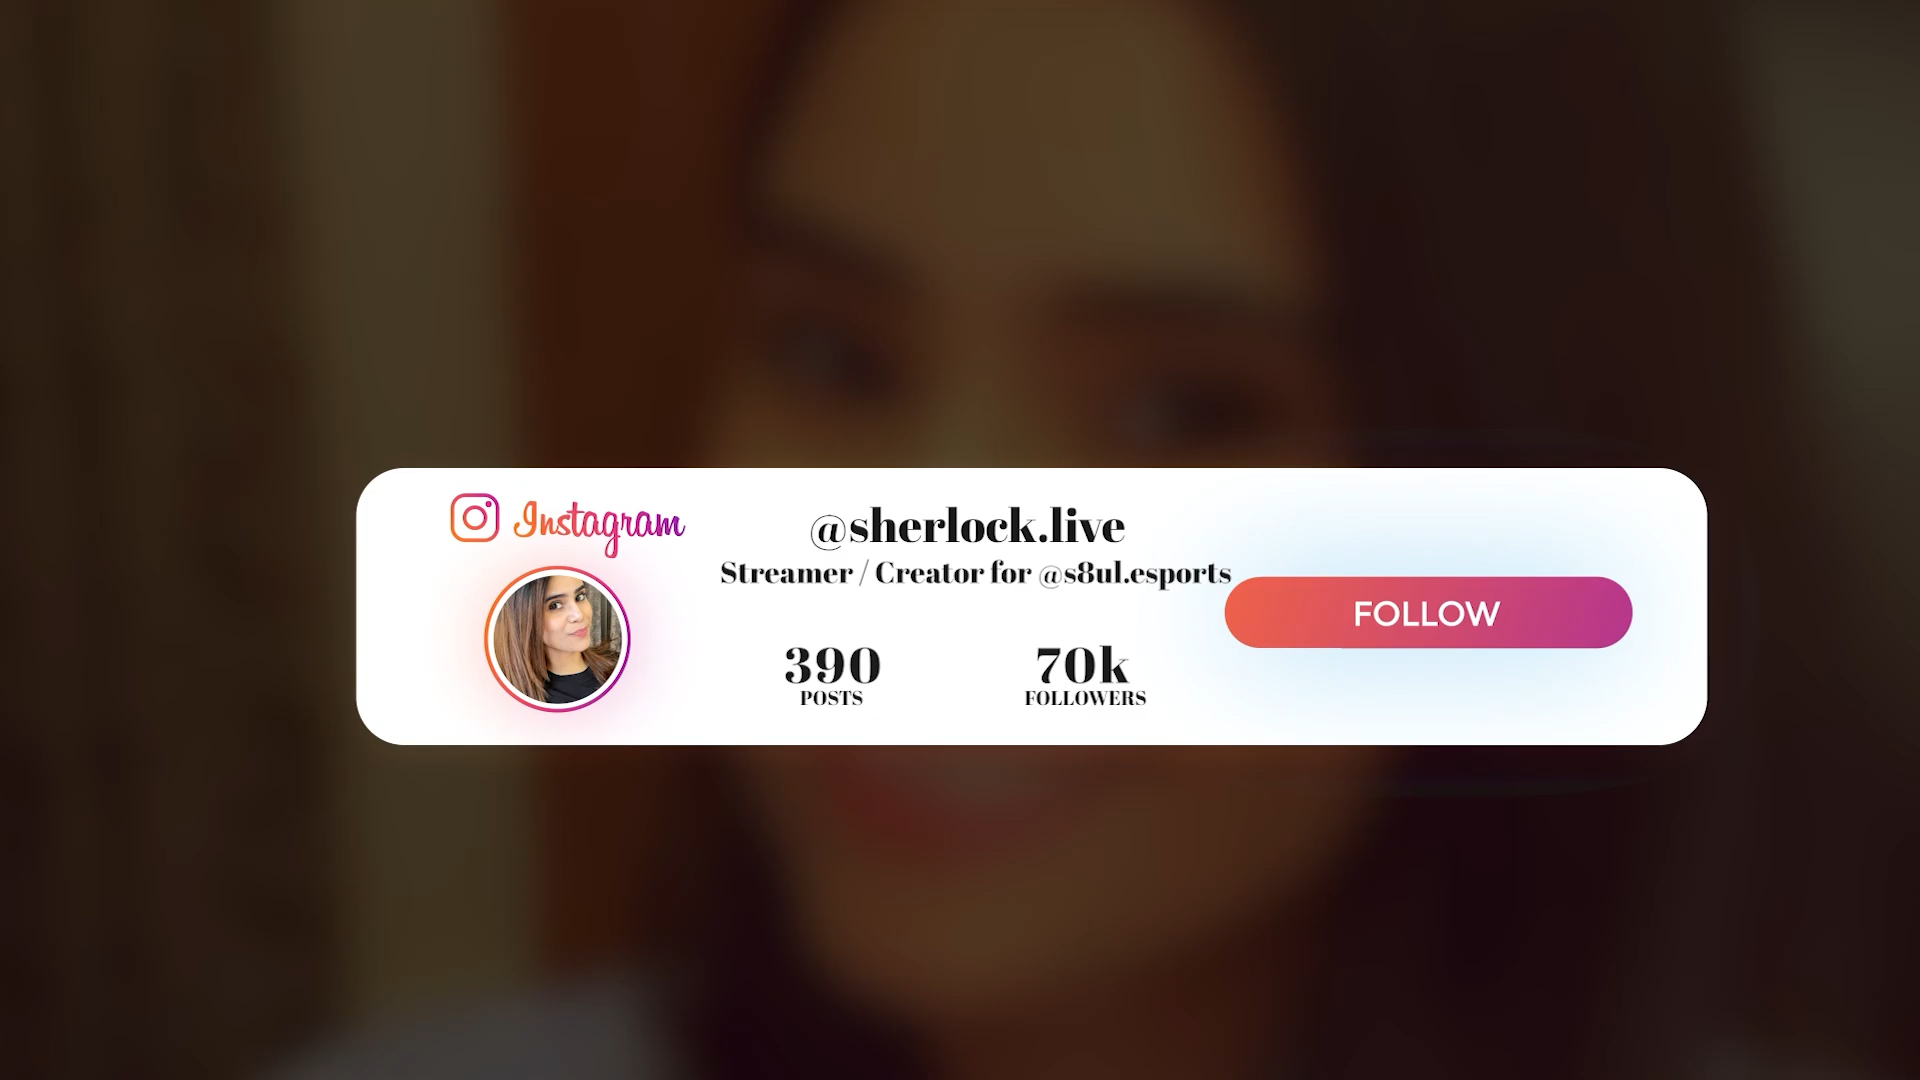 Instagram
@sherlock.live
Streamer / Creator for @s8ul.esports
FOLLOW
390
POSTS
70k
FOLLOWERS